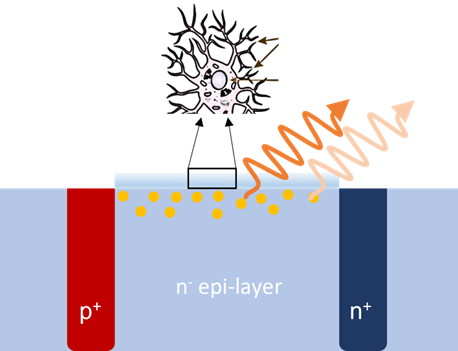 n⁻ epi-layer
p⁺
n⁺